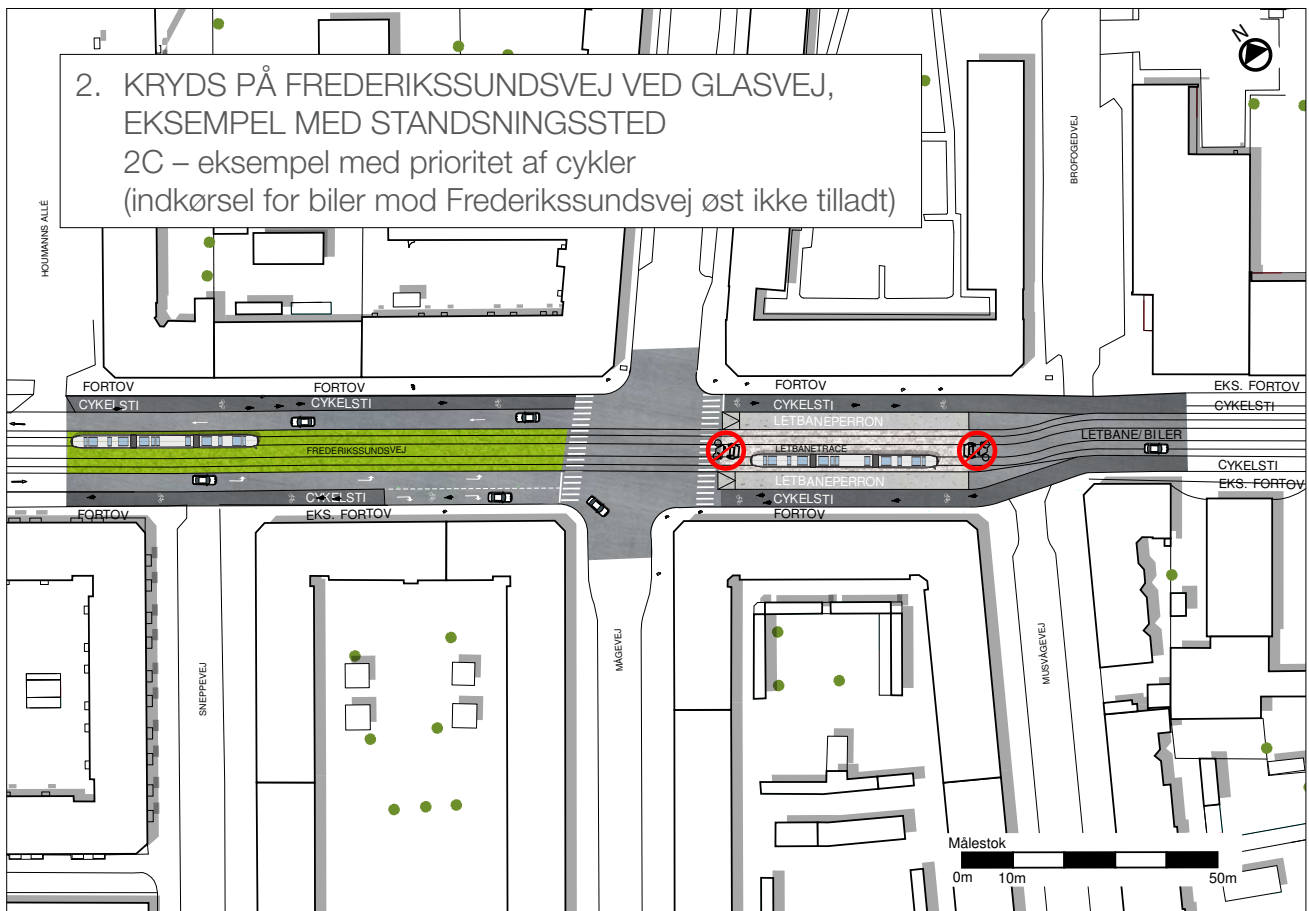 N
2. KRYDS PÅ FREDERIKSSUNDSVEJ VED GLASVEJ,
EKSEMPEL MED STANDSNINGSSTED
2C – eksempel med prioritet af cykler
(indkørsel for biler mod Frederikssundsvej øst ikke tilladt)
HOUMANNS ALLÉ
BROFOGEDVEJ
FORTOV
FORTOV
FORTOV
EKS. FORTOV
CYKELSTI
CYKELSTI
CYKELSTI
CYKELSTI
LETBANEPERRON
LETBANE/BILER
FREDERIKSSUNDSVEJ
LETBANETRACE
CYKELSTI
LETBANEPERRON
EKS. FORTOV
CYKELSTI
CYKELSTI
CYKELSTI
FORTOV
EKS. FORTOV
FORTOV
SNEPPEVEJ
MÅGEVEJ
MUSVÅGEVEJ
Målestok
0m 10m 50m